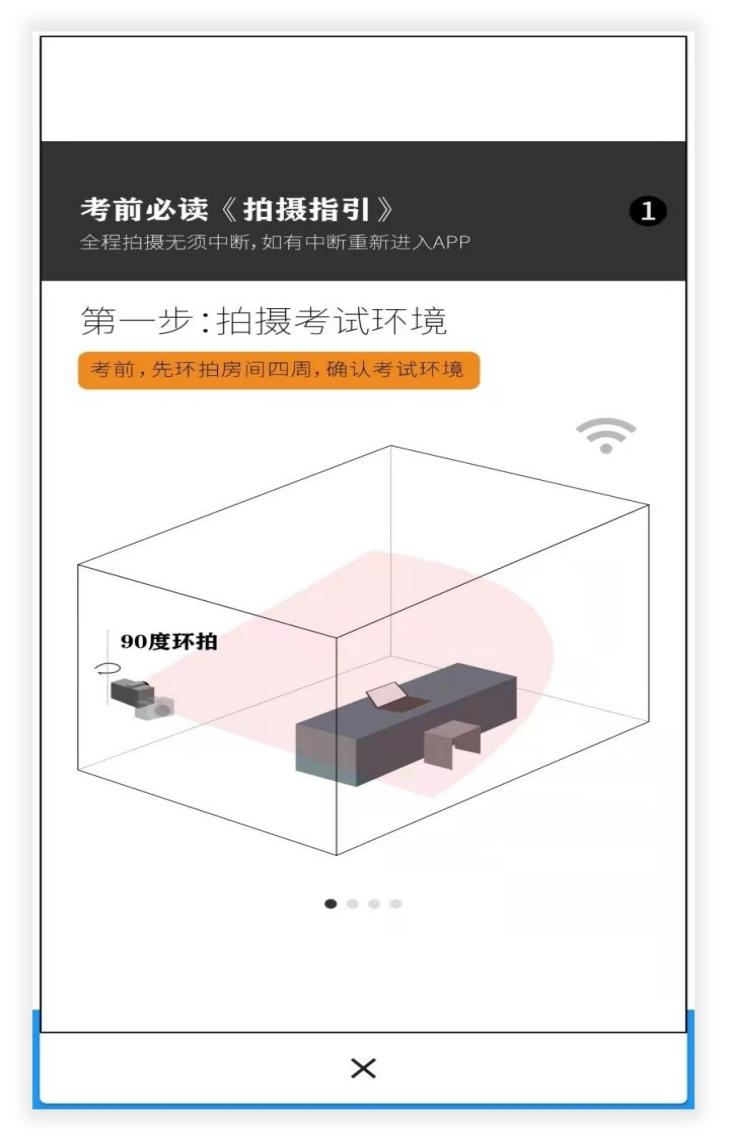 考前必读《拍摄指引》
1
全程拍摄无须中断,如有中断重新进入APP
第一步:拍摄考试环境
考前,先环拍房间四周,确认考试环境
90度环拍